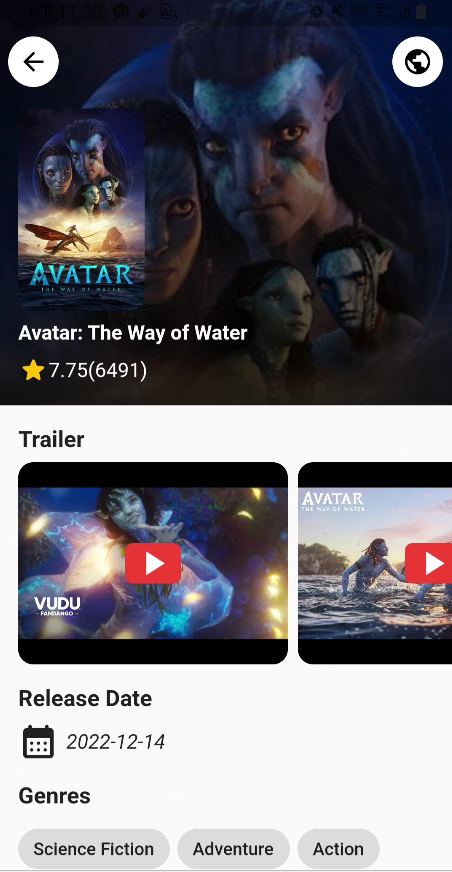 KT 11:53
AVATAR
THE WAY OF WATER
Avatar: The Way of Water
7.75(6491)
Trailer
VUDU
FANDANGO
AVATAR
THE WAY OF WATER
Release Date
2022-12-14
Genres
Science Fiction
Adventure
Action